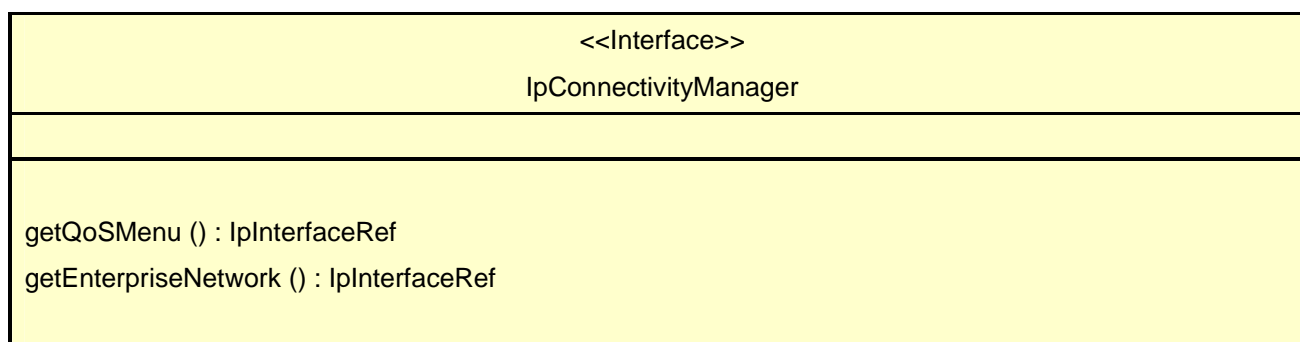 <<Interface>>
IpConnectivityManager
getQoSMenu () : IpInterfaceRef
getEnterpriseNetwork () : IpInterfaceRef